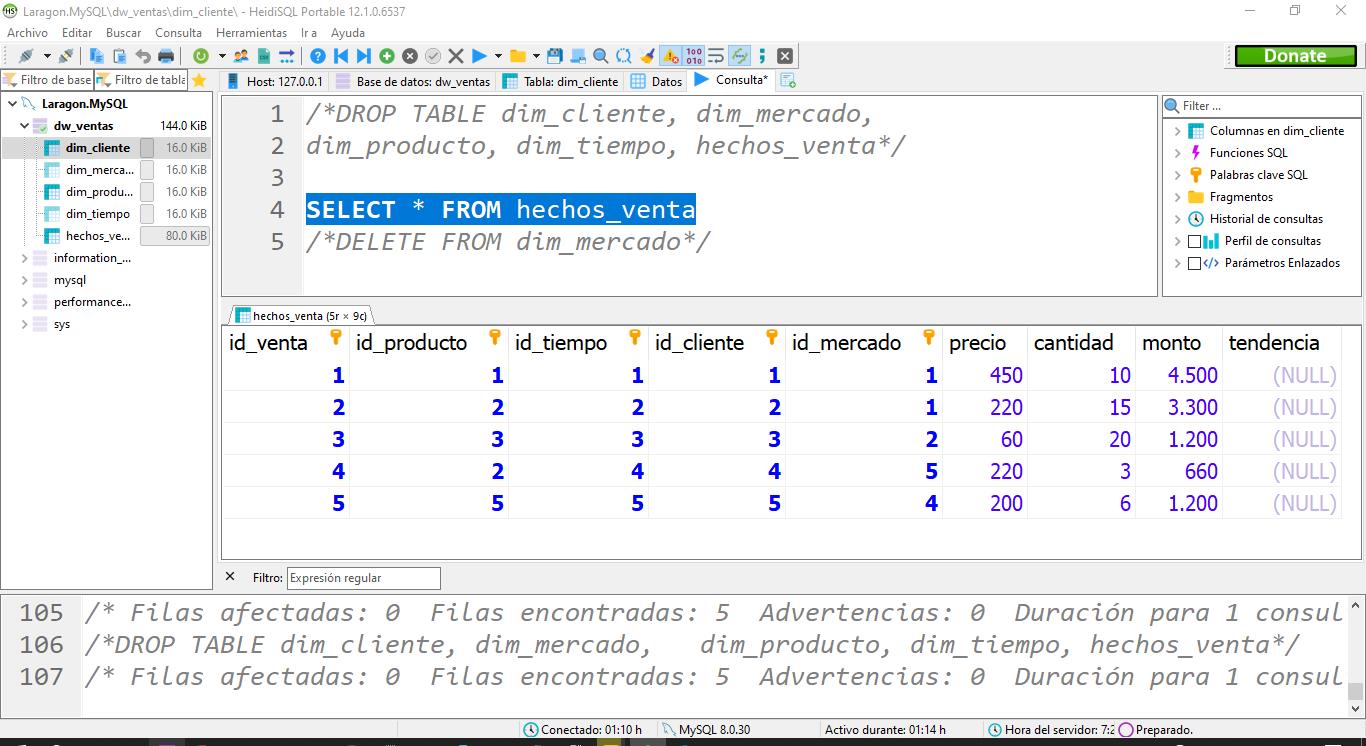 Laragon.MySQL\dw_ventas\dim_cliente\ - HeidiSQL Portable 12.1.0.6537
Archivo Editar Buscar Consulta Herramientas Ir a Ayuda
Donate
Filtro de base Filtro de tabla Host: 127.0.0.1 Base de datos: dw_ventas Tabla: dim_cliente Datos Consulta*
Laragon.MySQL
dw_ventas 144.0 KiB
dim_cliente 16.0 KiB
dim_merca... 16.0 KiB
dim_produ... 16.0 KiB
dim_tiempo 16.0 KiB
hechos_ve... 80.0 KiB
information_...
mysql
performance...
sys
1 /*DROP TABLE dim_cliente, dim_mercado,
2 dim_producto, dim_tiempo, hechos_venta*/
3
4 SELECT * FROM hechos_venta
5 /*DELETE FROM dim_mercado*/
Filter ...
Columnas en dim_cliente
Funciones SQL
Palabras clave SQL
Fragmentos
Historial de consultas
Perfil de consultas
Parámetros Enlazados
hechos_venta (5r × 9c)
id_venta id_producto id_tiempo id_cliente id_mercado precio cantidad monto tendencia
1 1 1 1 1 450 10 4.500 (NULL)
2 2 2 2 1 220 15 3.300 (NULL)
3 3 3 3 2 60 20 1.200 (NULL)
4 2 4 4 5 220 3 660 (NULL)
5 5 5 5 4 200 6 1.200 (NULL)
Filtro: Expresión regular
105 /* Filas afectadas: 0 Filas encontradas: 5 Advertencias: 0 Duración para 1 consul
106 /*DROP TABLE dim_cliente, dim_mercado, dim_producto, dim_tiempo, hechos_venta*/
107 /* Filas afectadas: 0 Filas encontradas: 5 Advertencias: 0 Duración para 1 consul
Conectado: 01:10 h MySQL 8.0.30 Activo durante: 01:14 h Hora del servidor: 7:2 Preparado.